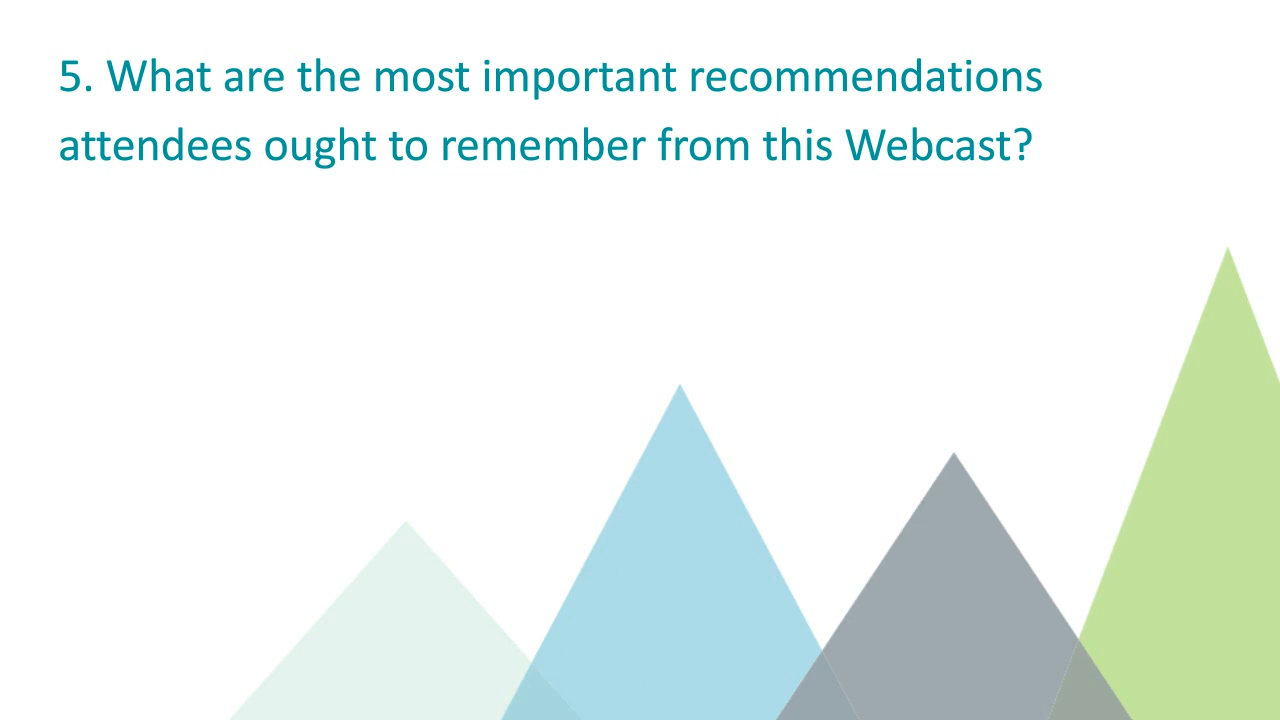 5. What are the most important recommendations
attendees ought to remember from this Webcast?